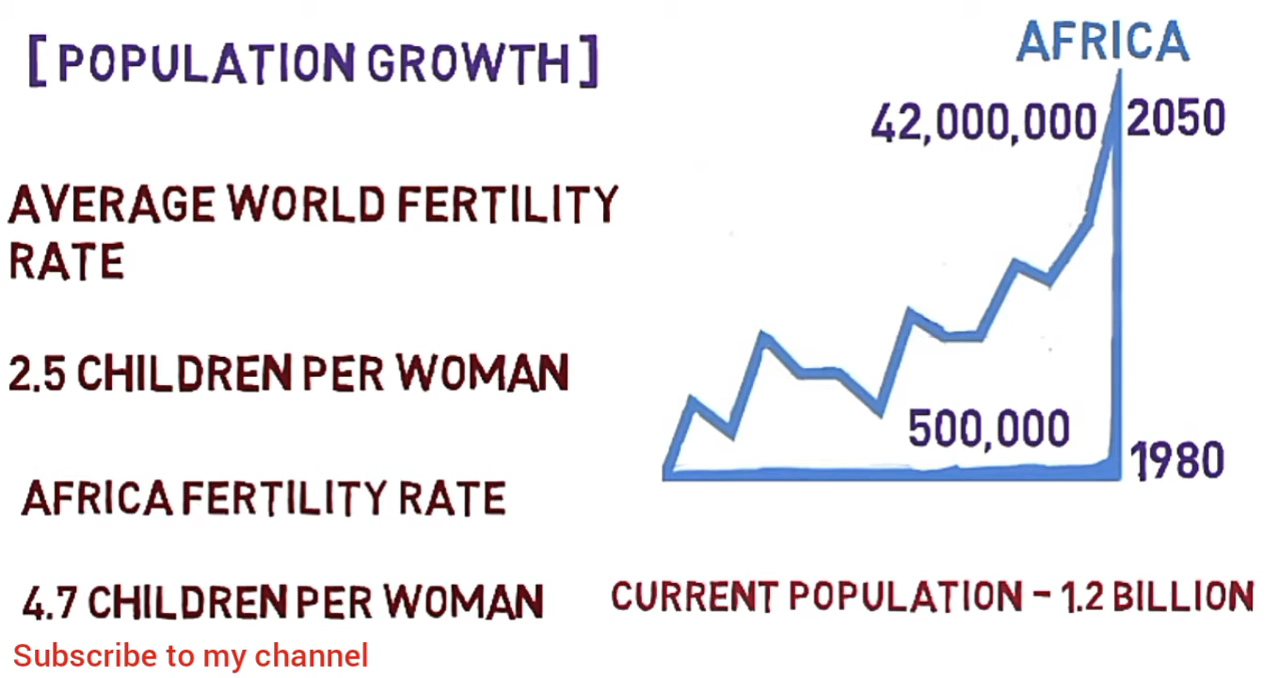 [POPULATION GROWTH]
AVERAGE WORLD FERTILITY
RATE
2.5 CHILDREN PER WOMAN
AFRICA FERTILITY RATE
4.7 CHILDREN PER WOMAN
Subscribe to my channel
AFRICA
42,000,000 2050
500,000
1980
CURRENT POPULATION - 1.2 BILLION